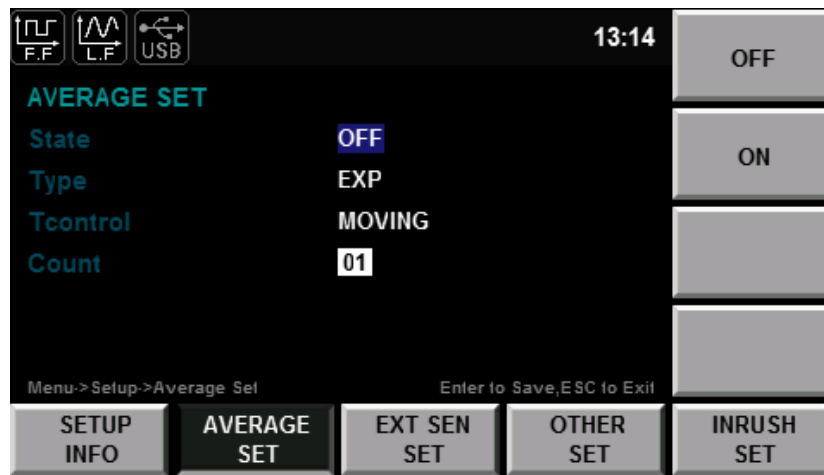 F.F L.F USB 13:14
OFF
AVERAGE SET
State OFF
ON
Type EXP
Tcontrol MOVING
Count 01
Menu->Setup->Average Set Enter to Save,ESC to Exit
SETUP INFO
AVERAGE SET
EXT SEN SET
OTHER SET
INRUSH SET